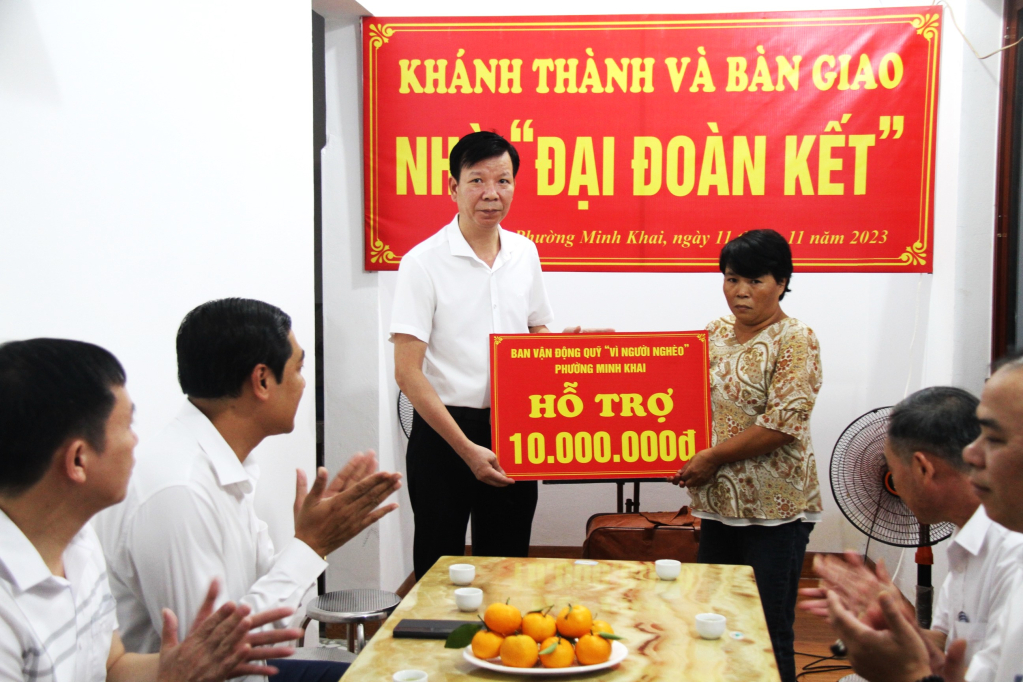 KHÁNH THÀNH VÀ BÀN GIAO
NHÀ “ĐẠI ĐOÀN KẾT”
Phường Minh Khai, ngày 11 11 năm 2023
BAN VẬN ĐỘNG QUỸ “VÌ NGƯỜI NGHÈO”
PHƯỜNG MINH KHAI
HỖ TRỢ
10.000.000đ